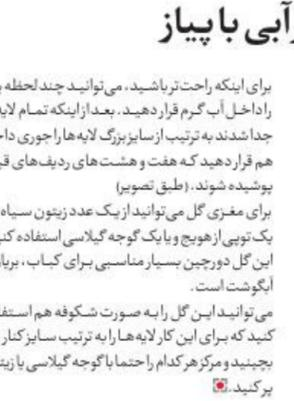 آبی با پیاز
برای اینکه راحت‌تر باشید، می‌توانید چند لحظه
را داخل آب گرم قرار دهید. بعد از اینکه تمام لایه
جدا شدند به ترتیب از سایز بزرگ لایه‌ها را جوری داخ
هم قرار دهید که هفت و هشت‌های ردیف‌های ق
پوشیده شوند. (طبق تصویر)
برای مغزی گل می‌توانید از یک عدد زیتون سیاه
یک توپی از هویج و یا یک گوجه گیلاسی استفاده کنی
این گل دورچین بسیار مناسبی برای کباب، بریا
آبگوشت است.
می‌توانید این گل را به صورت شکوفه هم استف
کنید که برای این کار لایه‌ها را به ترتیب سایز کنار
بچینید و مرکز هر کدام را حتما با گوجه گیلاسی یا زیت
پر کنید.